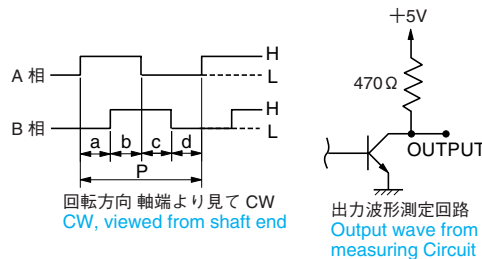 A 相
H
L
B 相
H
L
a b c d
P
回転方向 軸端より見て CW
CW, viewed from shaft end
+5V
470Ω
OUTPUT
出力波形測定回路
Output wave from
measuring Circuit